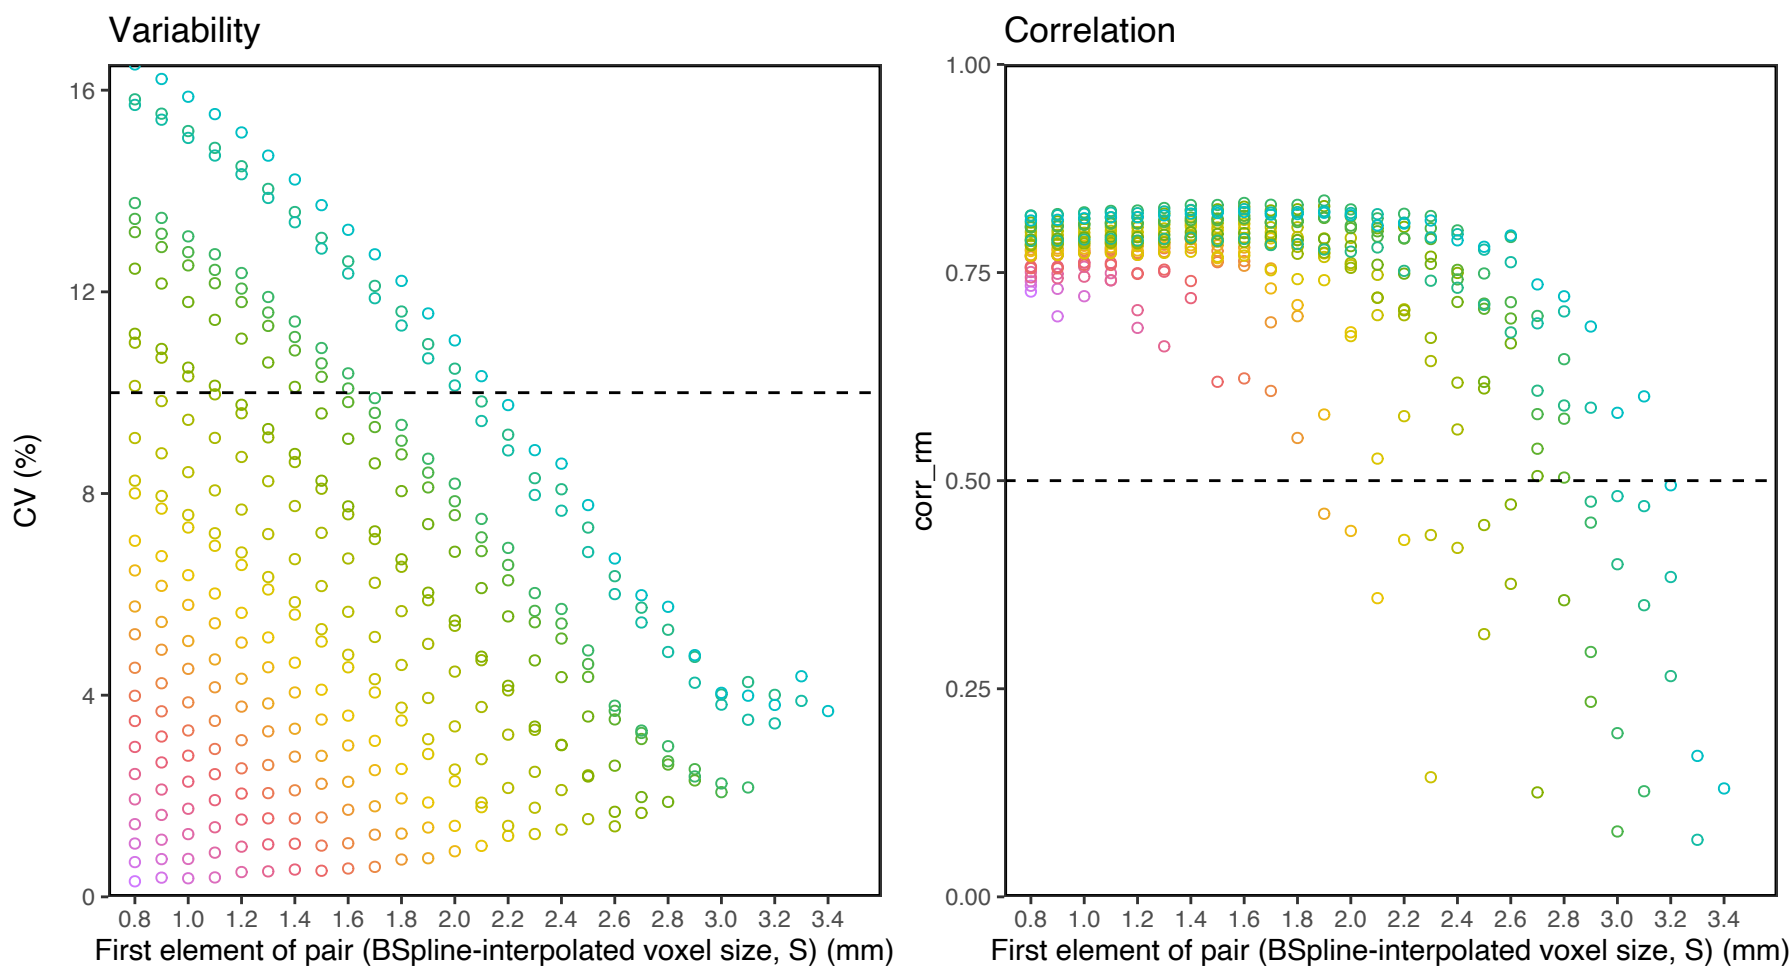 Variability
16
12
8
4
0
CV (%)
0.8 1.0 1.2 1.4 1.6 1.8 2.0 2.2 2.4 2.6 2.8 3.0 3.2 3.4
First element of pair (BSpline-interpolated voxel size, S) (mm)
Correlation
1.00
0.75
0.50
0.25
0.00
corr_rm
0.8 1.0 1.2 1.4 1.6 1.8 2.0 2.2 2.4 2.6 2.8 3.0 3.2 3.4
First element of pair (BSpline-interpolated voxel size, S) (mm)